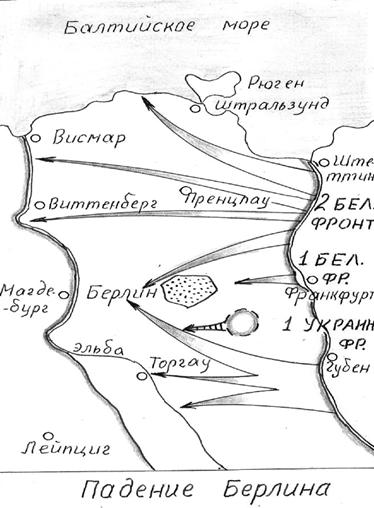 Балтийское море
Рюген
Штральзунд
Висмар
Ште-
ттин
Пренцлау
Виттенберг
2 БЕЛ.
ФРОНТ
1 БЕЛ.
ФР.
Франкфурт
Магде-
-бург
Берлин
1 УКРАИН
ФР.
Губен
Эльба
Торгау
Лейпциг
Падение Берлина